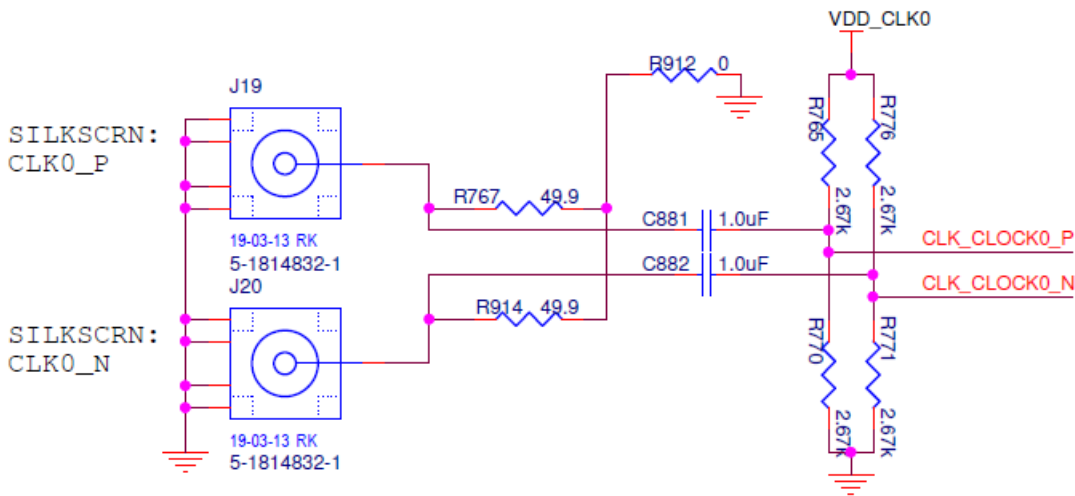 VDD_CLK0
R912 0
J19
SILKSCRN:
CLK0_P
R765
R776
R767 49.9
2.67k
2.67k
C881 1.0uF
19-03-13 RK
5-1814832-1
CLK_CLOCK0_P
C882 1.0uF
J20
CLK_CLOCK0_N
R914 49.9
SILKSCRN:
CLK0_N
R770
R771
2.67k
2.67k
19-03-13 RK
5-1814832-1